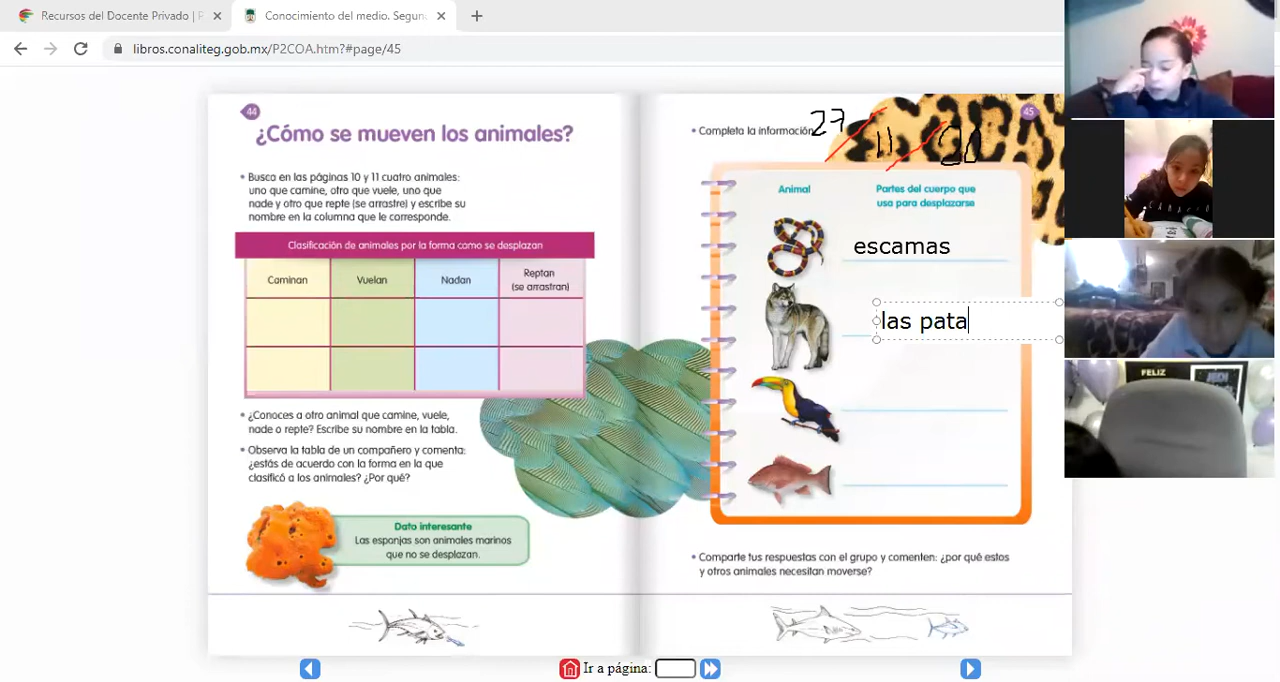 Recursos del Docente Privado | P
Conocimiento del medio. Segund
libros.conaliteg.gob.mx/P2COA.htm?#page/45
44
¿Cómo se mueven los animales?
• Busca en las páginas 10 y 11 cuatro animales:
uno que camine, otro que vuele, uno que
nade y otro que repte (se arrastre) y escribe su
nombre en la columna que le corresponde.
Clasificación de animales por la forma como se desplazan
Caminan
Vuelan
Nadan
Reptan
(se arrastran)
• ¿Conoces a otro animal que camine, vuele,
nade o repte? Escribe su nombre en la tabla.
• Observa la tabla de un compañero y comenta:
¿estás de acuerdo con la forma en la que
clasificó a los animales? ¿Por qué?
Dato interesante
Las esponjas son animales marinos
que no se desplazan.
45
• Completa la información
27
11
Animal
Partes del cuerpo que
usa para desplazarse
escamas
las pata
• Comparte tus respuestas con el grupo y comenten: ¿por qué estos
y otros animales necesitan moverse?
Ir a página:
FELIZ